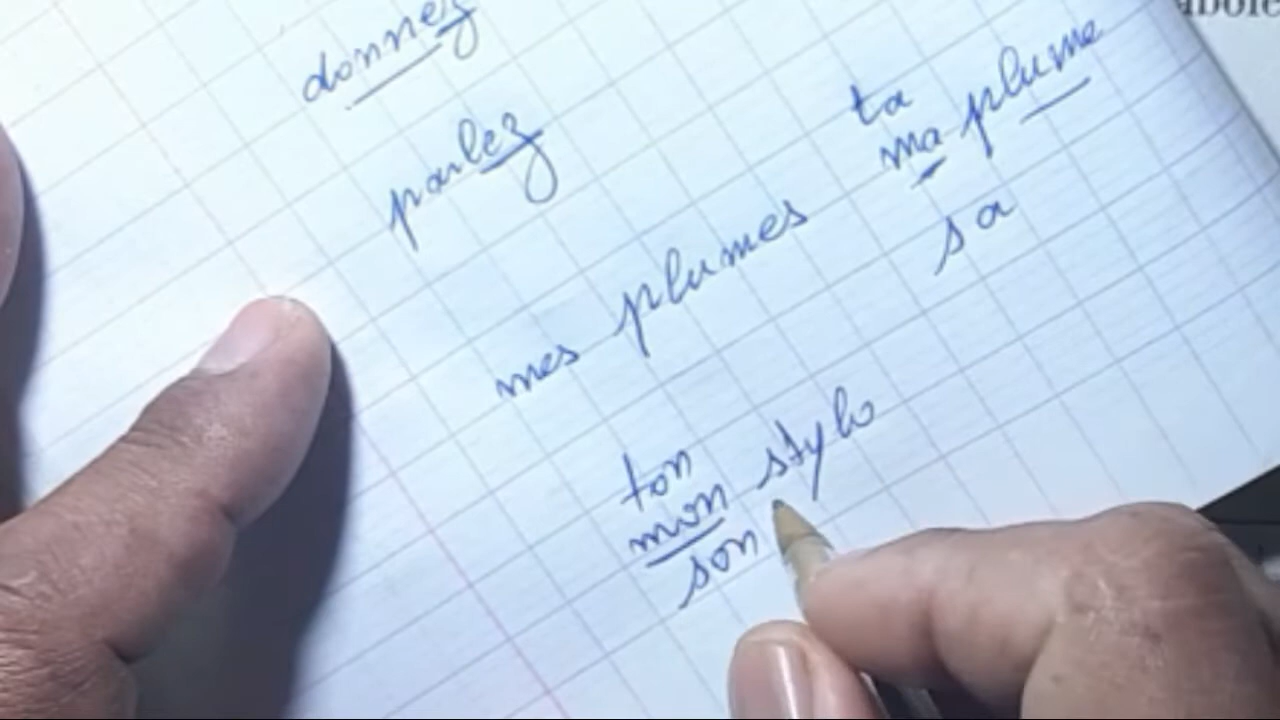 donnez
parlez
ta
ma plume
sa
mes plumes
ton
mon stylo
son